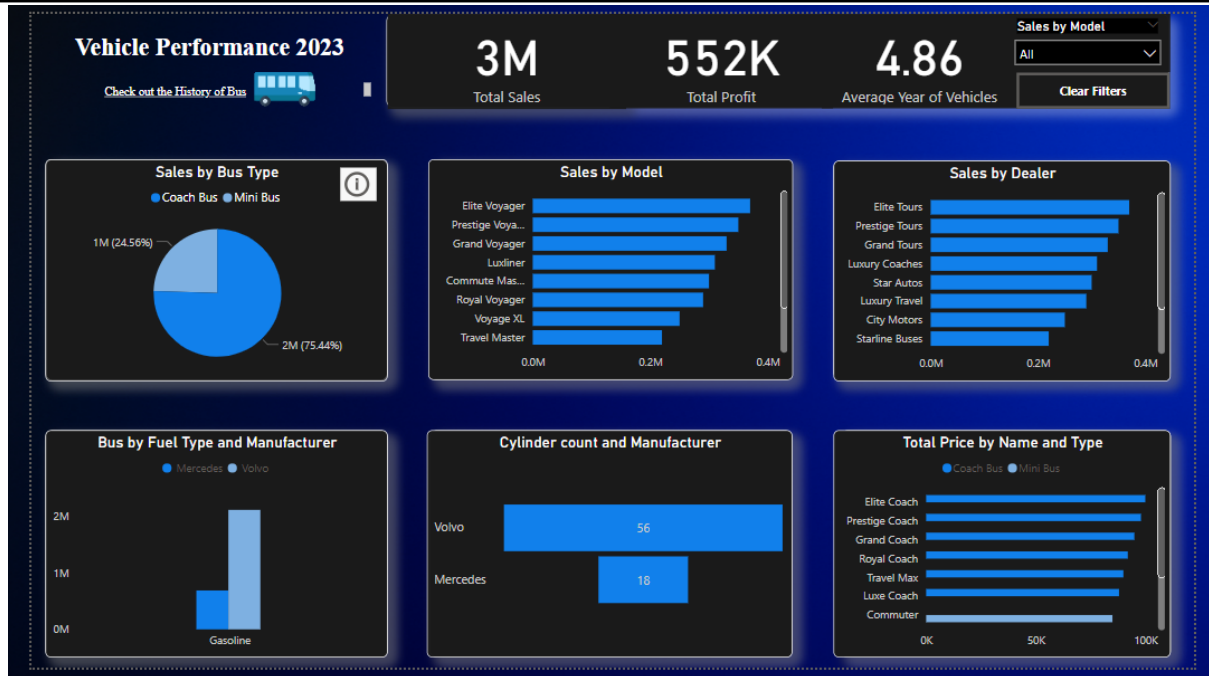 Vehicle Performance 2023
Check out the History of Bus
3M
Total Sales
552K
Total Profit
4.86
Average Year of Vehicles
Sales by Model
All
Clear Filters
Sales by Bus Type
Coach Bus Mini Bus
1M (24.56%)
2M (75.44%)
Sales by Model
Elite Voyager
Prestige Voya...
Grand Voyager
Luxliner
Commute Mas...
Royal Voyager
Voyage XL
Travel Master
0.0M 0.2M 0.4M
Sales by Dealer
Elite Tours
Prestige Tours
Grand Tours
Luxury Coaches
Star Autos
Luxury Travel
City Motors
Starline Buses
0.0M 0.2M 0.4M
Bus by Fuel Type and Manufacturer
Mercedes Volvo
2M
1M
0M
Gasoline
Cylinder count and Manufacturer
Volvo 56
Mercedes 18
Total Price by Name and Type
Coach Bus Mini Bus
Elite Coach
Prestige Coach
Grand Coach
Royal Coach
Travel Max
Luxe Coach
Commuter
0K 50K 100K